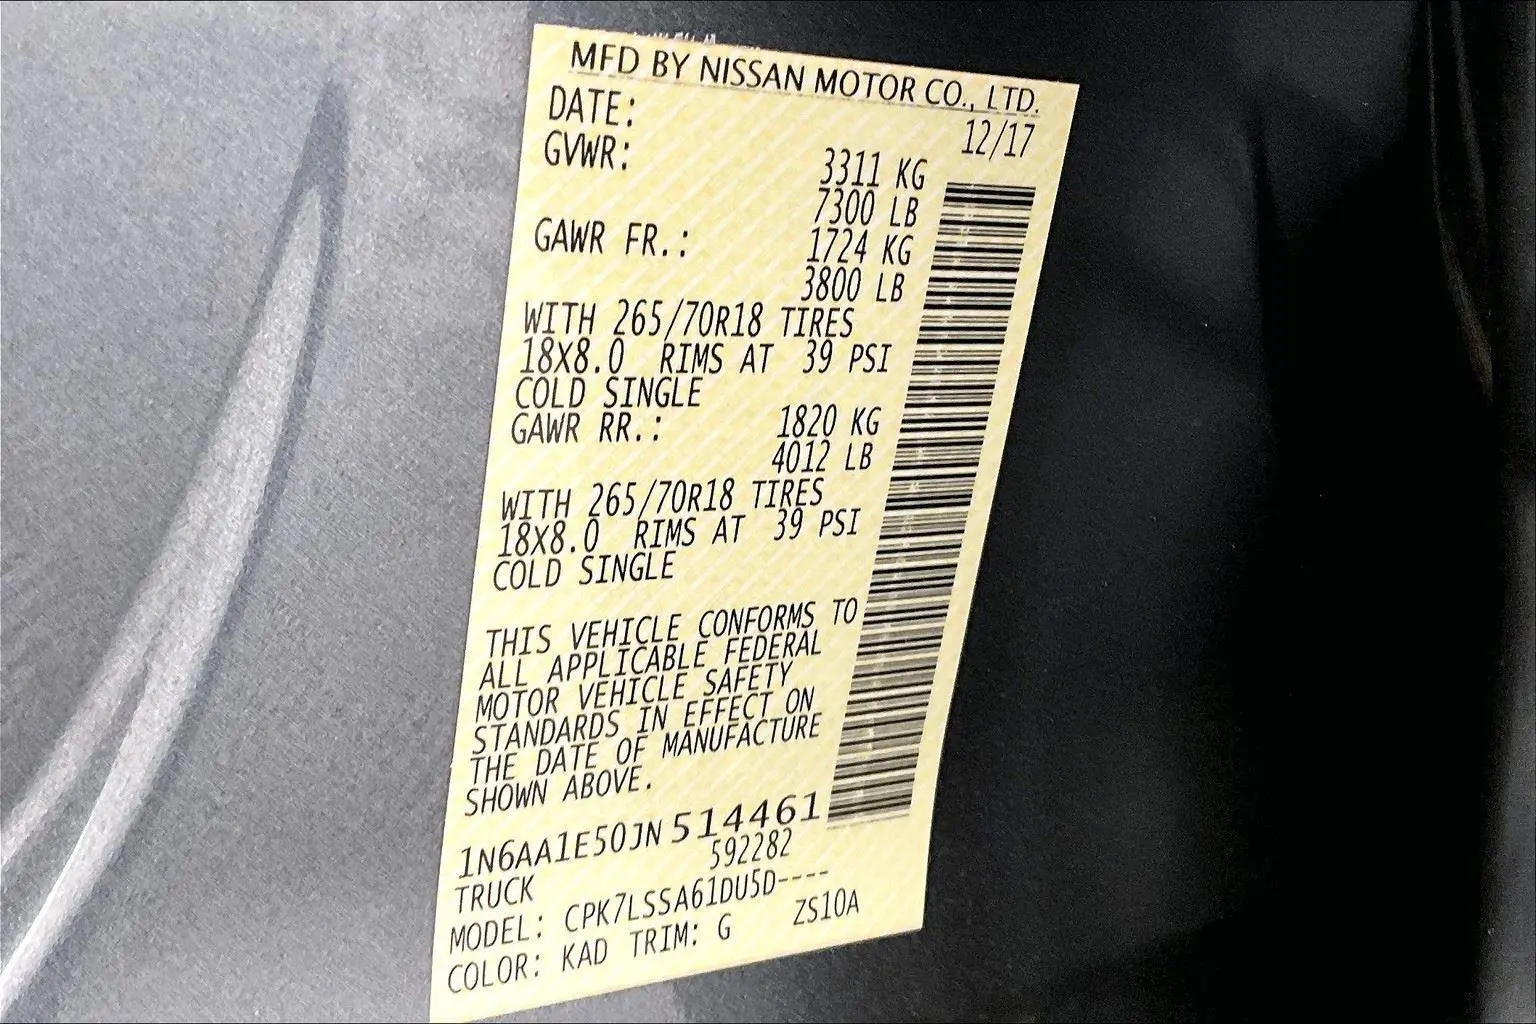 MFD BY NISSAN MOTOR CO., LTD.
DATE: 12/17
GVWR: 3311 KG
7300 LB
GAWR FR.: 1724 KG
3800 LB
WITH 265/70R18 TIRES
18X8.0 RIMS AT 39 PSI
COLD SINGLE
GAWR RR.: 1820 KG
4012 LB
WITH 265/70R18 TIRES
18X8.0 RIMS AT 39 PSI
COLD SINGLE
THIS VEHICLE CONFORMS TO
ALL APPLICABLE FEDERAL
MOTOR VEHICLE SAFETY
STANDARDS IN EFFECT ON
THE DATE OF MANUFACTURE
SHOWN ABOVE.
1N6AA1E50JN514461
592282
TRUCK
MODEL: CPK7LSSA61DU5D----
COLOR: KAD TRIM: G ZS10A